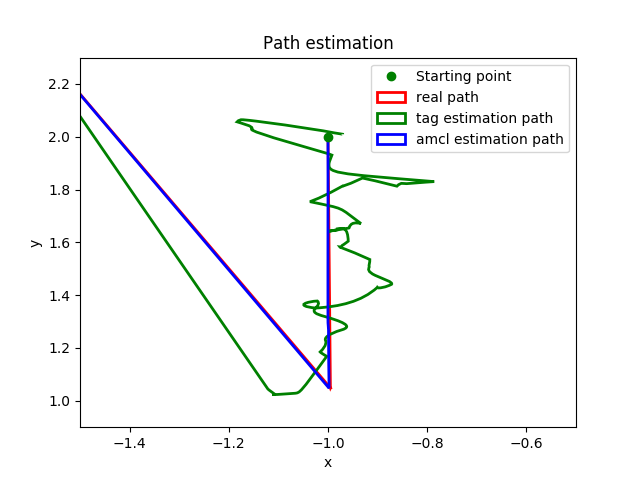 Path estimation
Starting point
real path
tag estimation path
amcl estimation path
y
2.2
2.0
1.8
1.6
1.4
1.2
1.0
−1.4
−1.2
−1.0
−0.8
−0.6
x